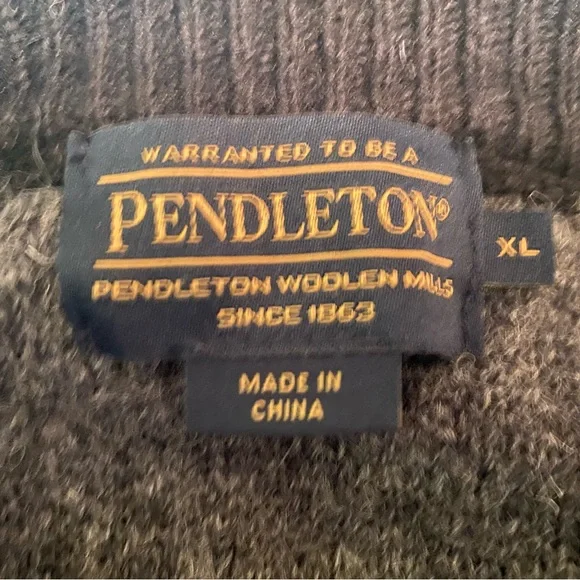 WARRANTED TO BE A
PENDLETON®
PENDLETON WOOLEN MILLS
SINCE 1863
XL
MADE IN
CHINA